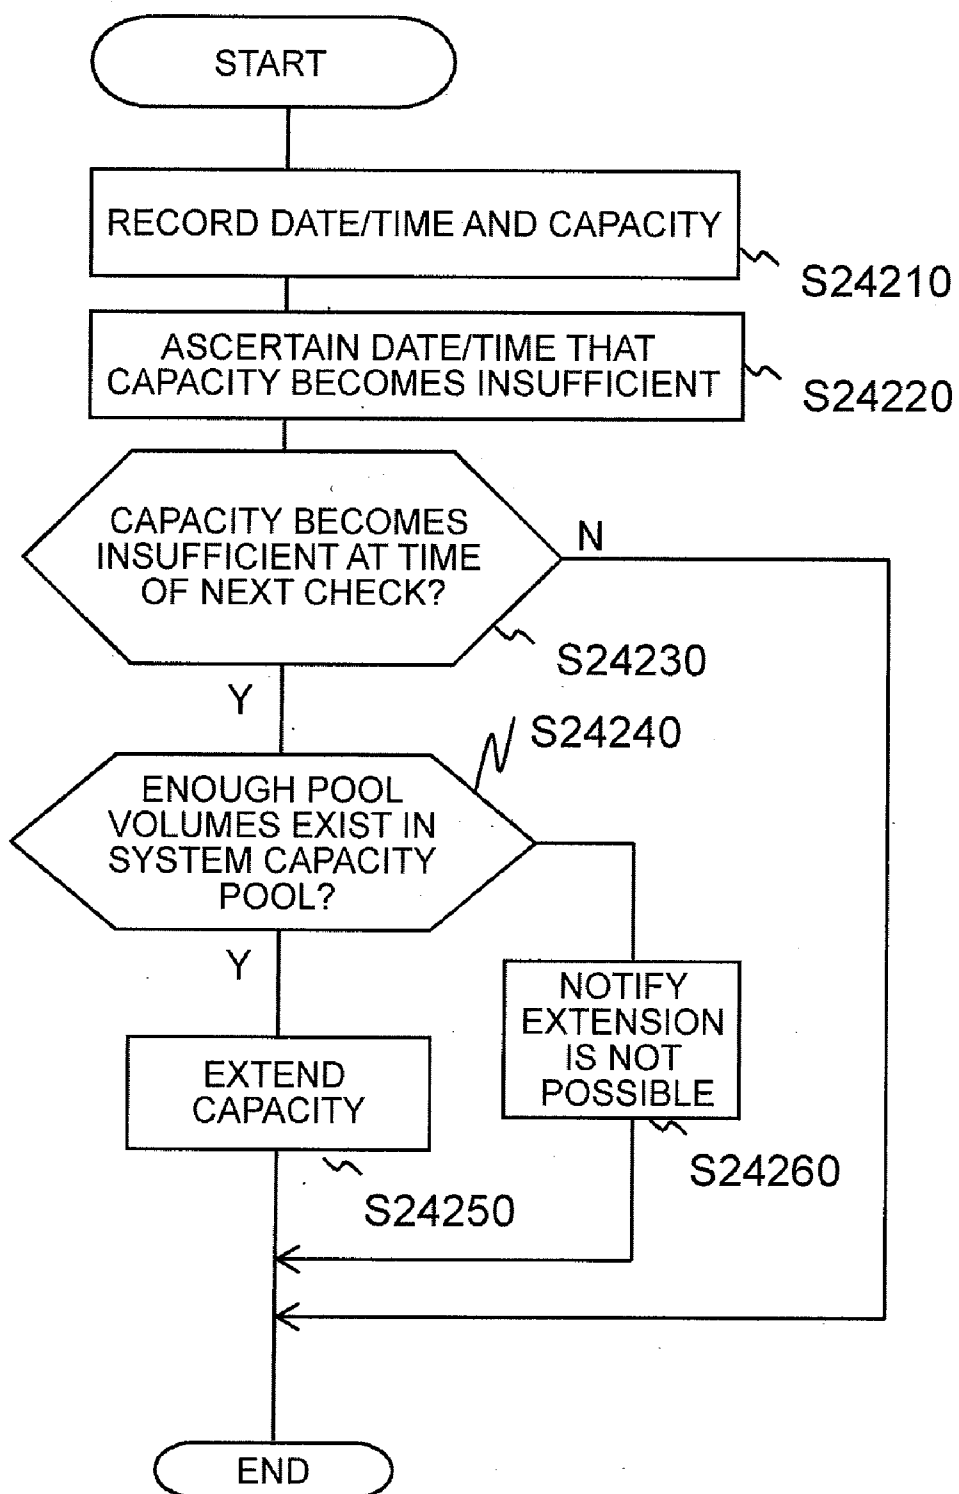 START
RECORD DATE/TIME AND CAPACITY
S24210
ASCERTAIN DATE/TIME THAT
CAPACITY BECOMES INSUFFICIENT
S24220
CAPACITY BECOMES
INSUFFICIENT AT TIME
OF NEXT CHECK?
N
S24230
Y
S24240
ENOUGH POOL
VOLUMES EXIST IN
SYSTEM CAPACITY
POOL?
Y
NOTIFY
EXTENSION
IS NOT
POSSIBLE
S24260
EXTEND
CAPACITY
S24250
END